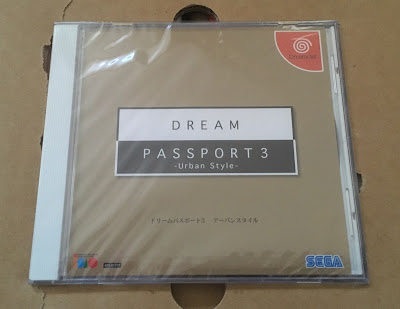 Dreamcast
DREAM
PASSPORT 3
-Urban Style-
ドリームパスポート3 アーバンスタイル
SEGA